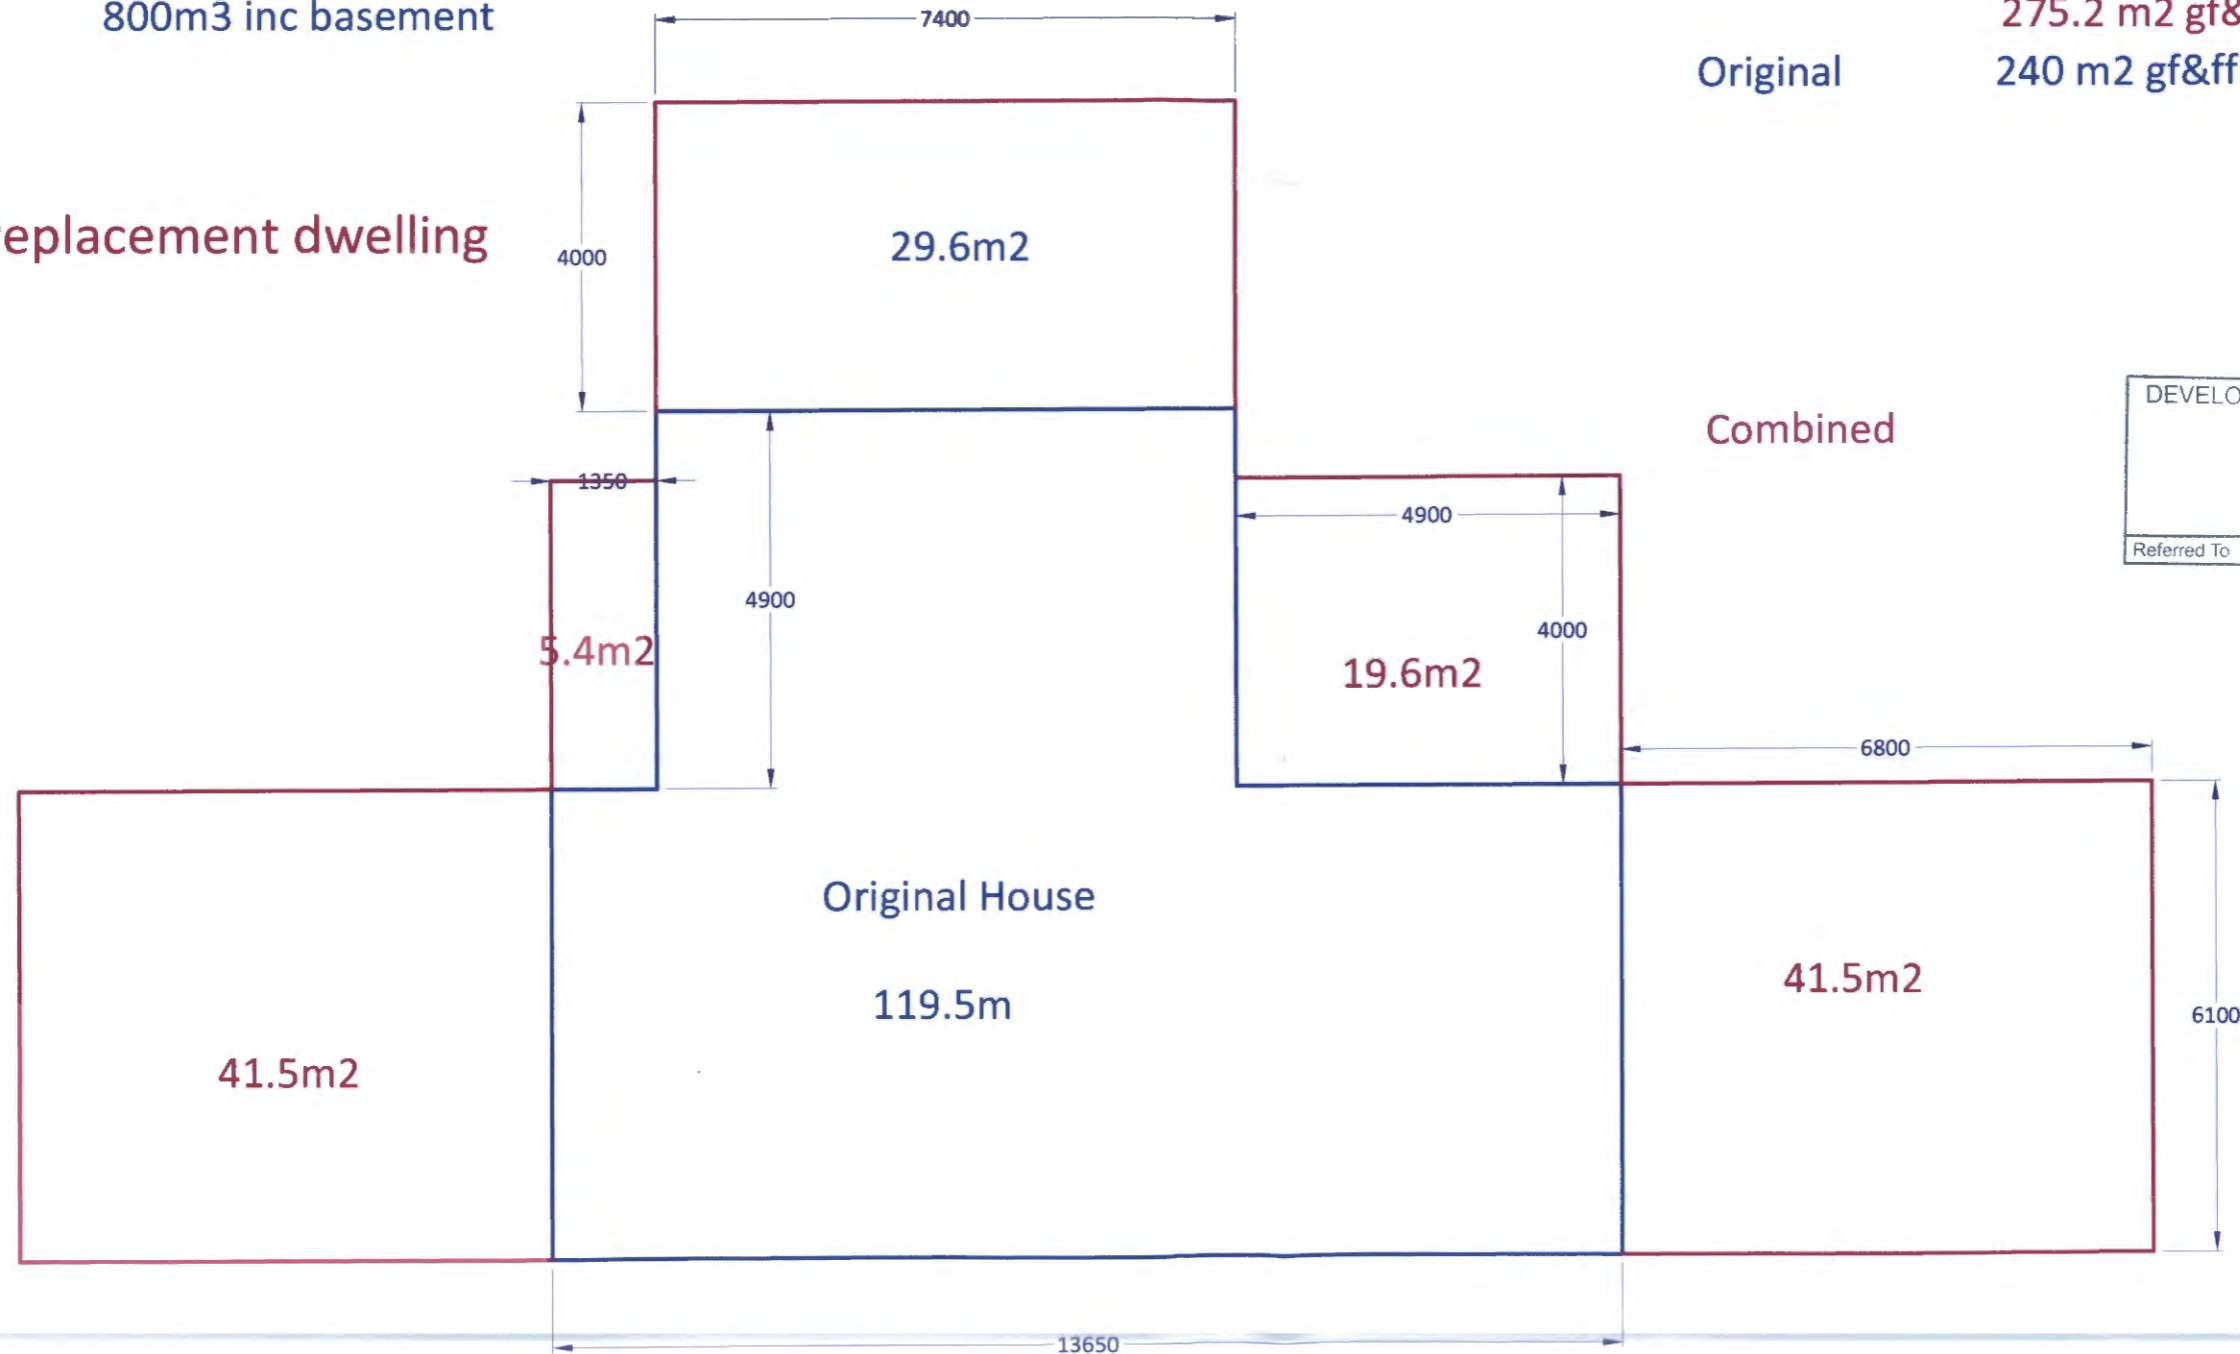 800m3 inc basement
7400
275.2 m2 gf&
Original 240 m2 gf&ff
replacement dwelling
4000
29.6m2
DEVELO
Combined
1350
4900
Referred To
4900
4000
5.4m2
19.6m2
6800
Original House
41.5m2
119.5m
6100
41.5m2
13650